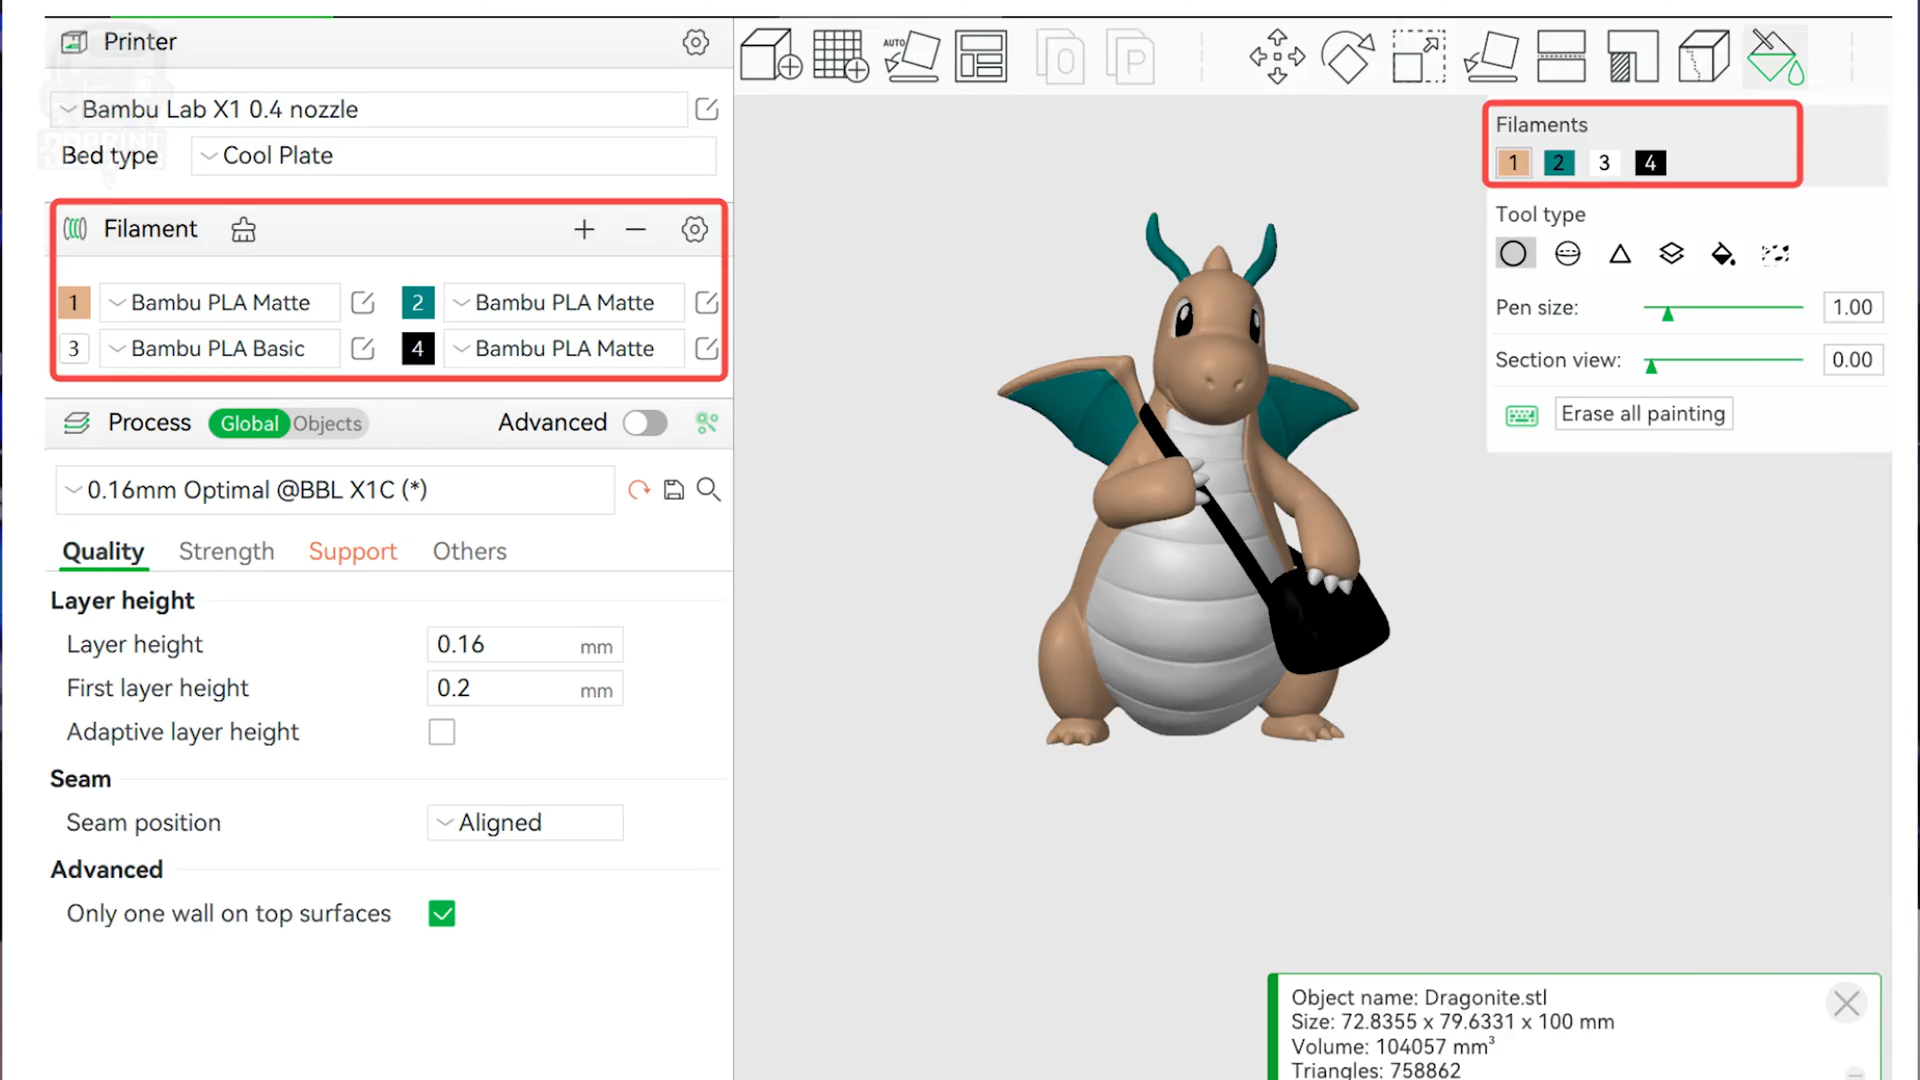 Printer
Bambu Lab X1 0.4 nozzle
Bed type Cool Plate
Filament
1 Bambu PLA Matte 2 Bambu PLA Matte
3 Bambu PLA Basic 4 Bambu PLA Matte
Process Global Objects Advanced
0.16mm Optimal @BBL X1C (*)
Quality Strength Support Others
Layer height
Layer height 0.16 mm
First layer height 0.2 mm
Adaptive layer height
Seam
Seam position Aligned
Advanced
Only one wall on top surfaces
AUTO
O P
Filaments
1 2 3 4
Tool type
Pen size: 1.00
Section view: 0.00
Erase all painting
Object name: Dragonite.stl
Size: 72.8355 x 79.6331 x 100 mm
Volume: 104057 mm³
Triangles: 758862